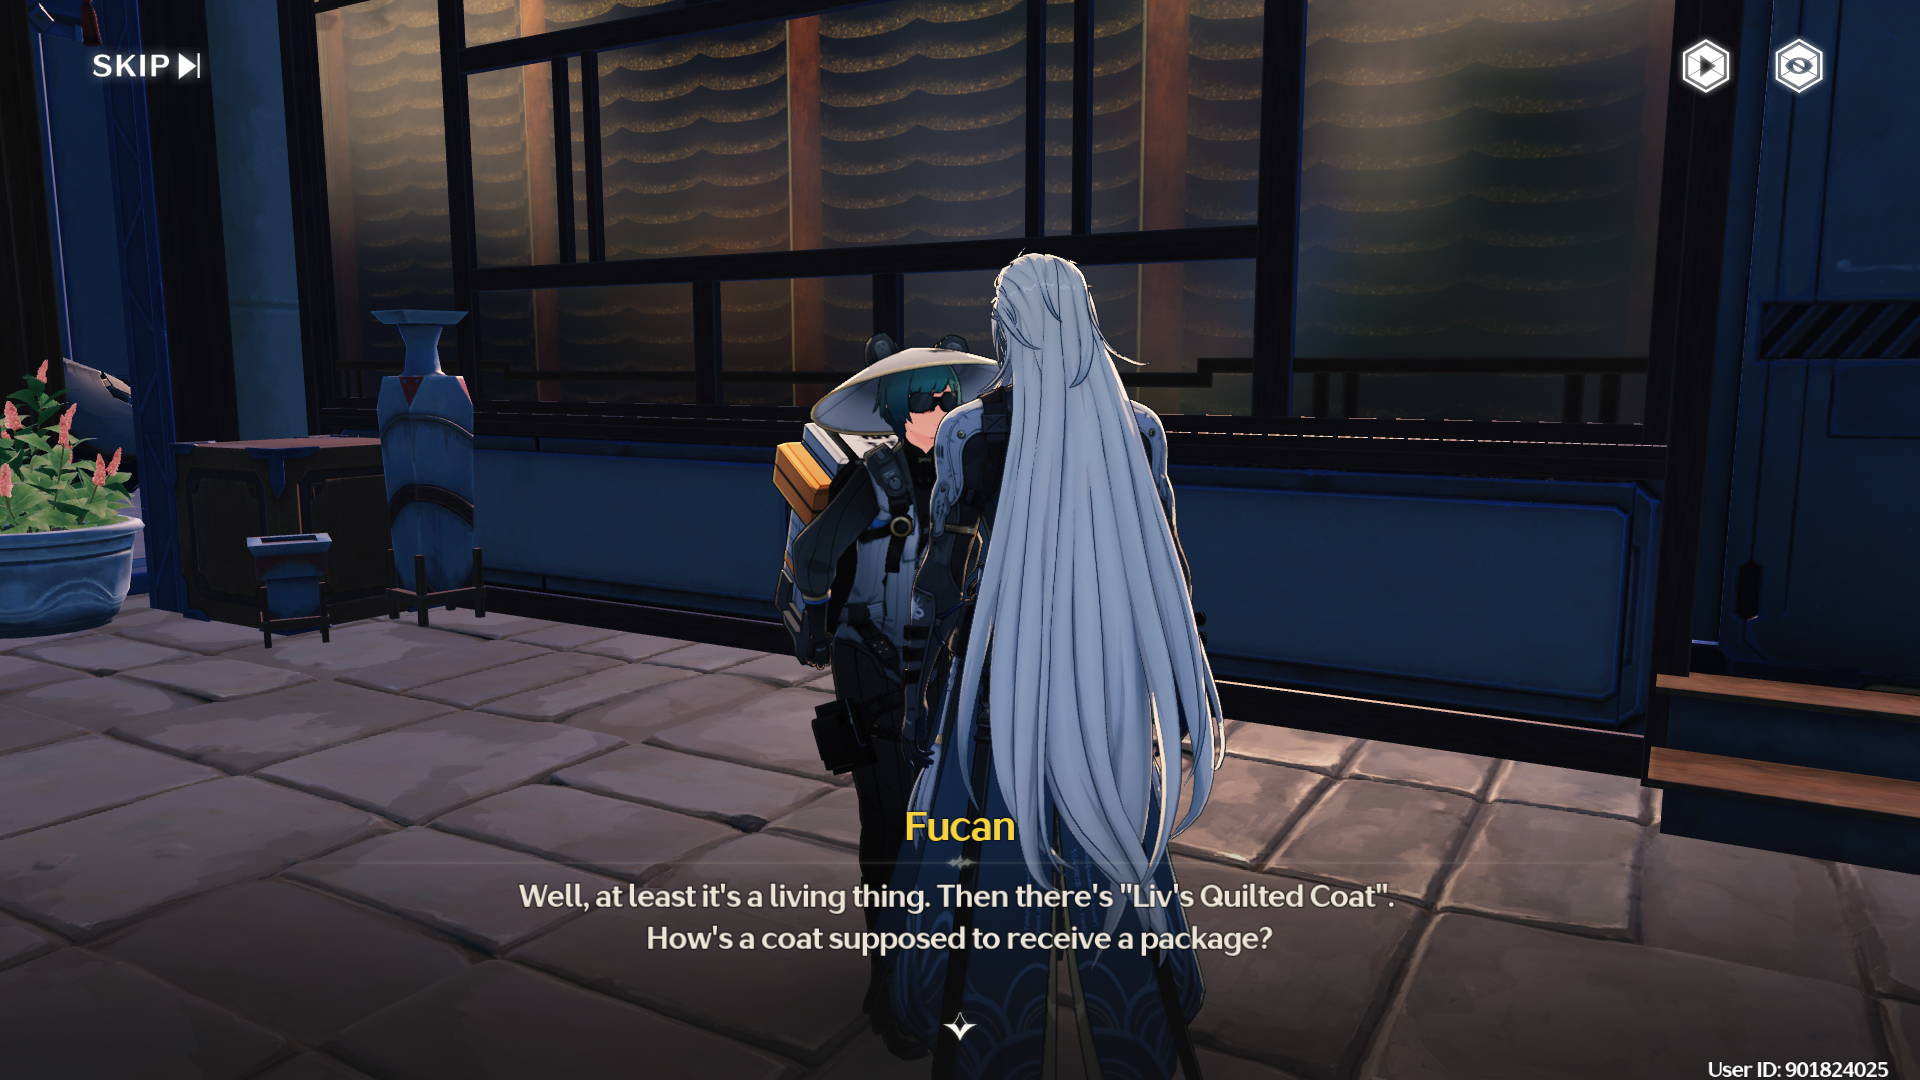 SKIP
Fucan
Well, at least it's a living thing. Then there's "Liv's Quilted Coat".
How's a coat supposed to receive a package?
User ID: 901824025